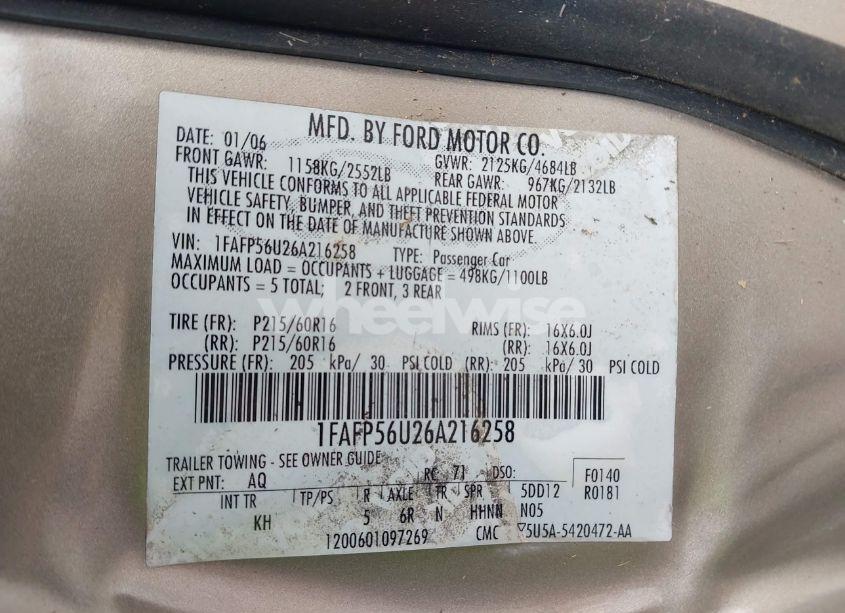 MFD. BY FORD MOTOR CO.
DATE: 01/06 GVWR: 2125KG/4684LB
FRONT GAWR: 1158KG/2552LB REAR GAWR: 967KG/2132LB
THIS VEHICLE CONFORMS TO ALL APPLICABLE FEDERAL MOTOR
VEHICLE SAFETY, BUMPER, AND THEFT PREVENTION STANDARDS
IN EFFECT ON THE DATE OF MANUFACTURE SHOWN ABOVE.
VIN: 1FAFP56U26A216258 TYPE: Passenger Car
MAXIMUM LOAD = OCCUPANTS + LUGGAGE = 498KG/1100LB
OCCUPANTS = 5 TOTAL; 2 FRONT, 3 REAR
wheelwise
TIRE (FR): P215/60R16 RIMS (FR): 16X6.0J
(RR): P215/60R16 (RR): 16X6.0J
PRESSURE (FR): 205 kPa/ 30 PSI COLD (RR): 205 kPa/ 30 PSI COLD
1FAFP56U26A216258
TRAILER TOWING - SEE OWNER GUIDE
EXT PNT: AQ RC: 71 DSO: F0140
R0181
INT TR TP/PS R AXLE TR SPR 5DD12
KH 5 6R N HHNN N05
1200601097269 CMC ▽5U5A-5420472-AA